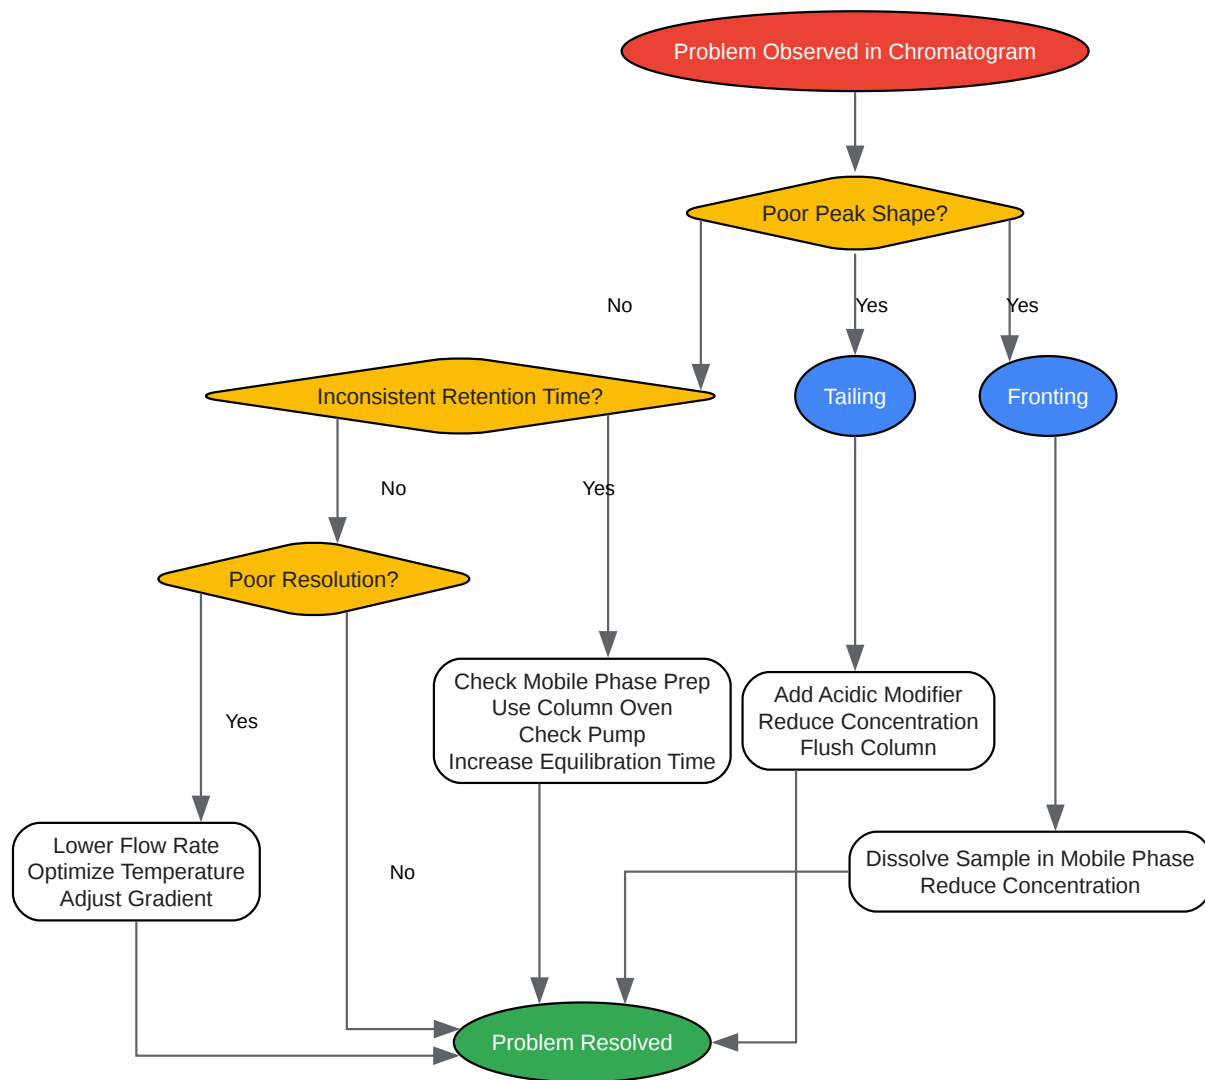 Problem Observed in Chromatogram
Poor Peak Shape?
No
Yes
Yes
Inconsistent Retention Time?
Tailing
Fronting
No
Yes
Poor Resolution?
Check Mobile Phase Prep
Use Column Oven
Check Pump
Increase Equilibration Time
Add Acidic Modifier
Reduce Concentration
Flush Column
Yes
Lower Flow Rate
Optimize Temperature
Adjust Gradient
No
Dissolve Sample in Mobile Phase
Reduce Concentration
Problem Resolved